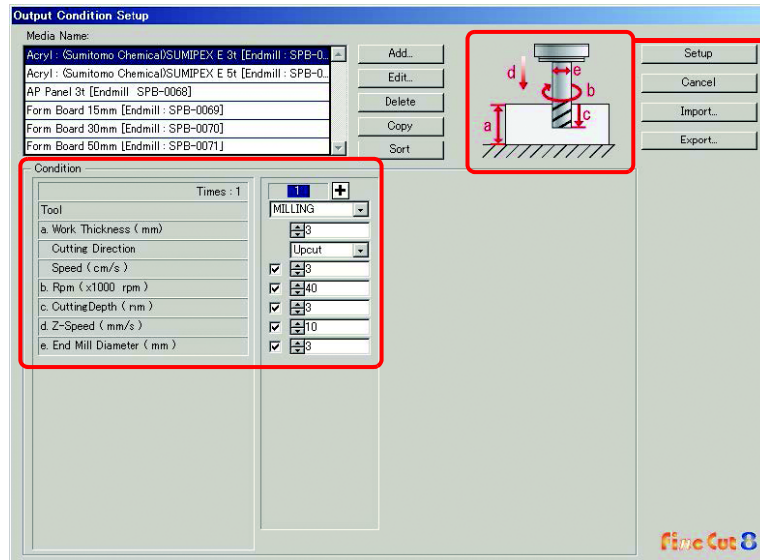 Output Condition Setup
Media Name:
Acryl : (Sumitomo Chemical)SUMIPEX E 3t [Endmill : SPB-0...
Acryl : (Sumitomo Chemical)SUMIPEX E 5t [Endmill : SPB-0...
AP Panel 3t [Endmill SPB-0068]
Form Board 15mm [Endmill : SPB-0069]
Form Board 30mm [Endmill : SPB-0070]
Form Board 50mm [Endmill : SPB-0071]
Add...
Edit...
Delete
Copy
Sort
d
e
b
a
c
Setup
Cancel
Import...
Export...
Condition
Times : 1
1 +
Tool MILLING
a. Work Thickness ( mm) 3
Cutting Direction Upcut
Speed ( cm/s ) 3
b. Rpm ( x1000 rpm ) 40
c. CuttingDepth ( mm ) 3
d. Z-Speed ( mm/s ) 10
e. End Mill Diameter ( mm ) 3
Fine Cut 8